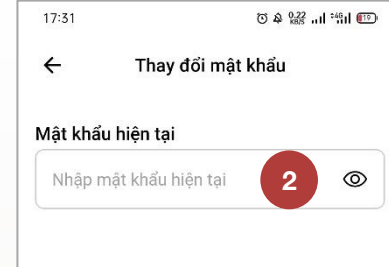 17:31 0.22 KB/S 4G 19
Thay đổi mật khẩu
Mật khẩu hiện tại
Nhập mật khẩu hiện tại 2